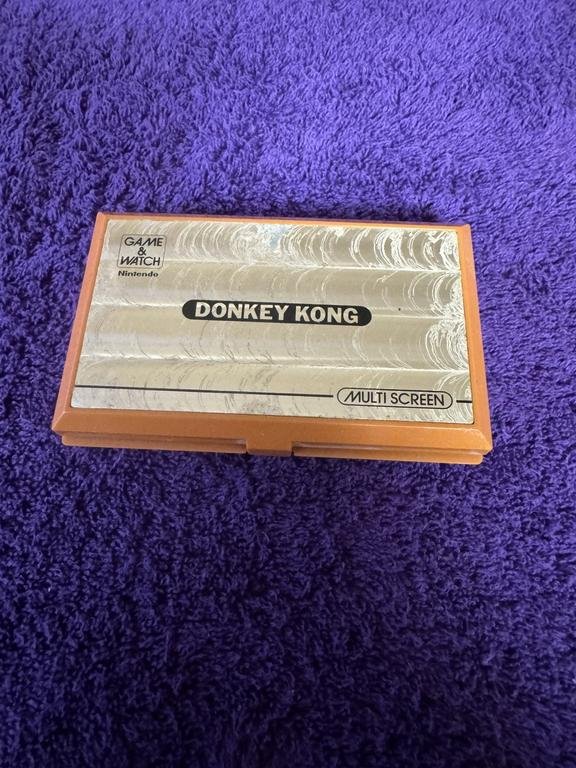 GAME
&
WATCH
Nintendo
DONKEY KONG
MULTI SCREEN